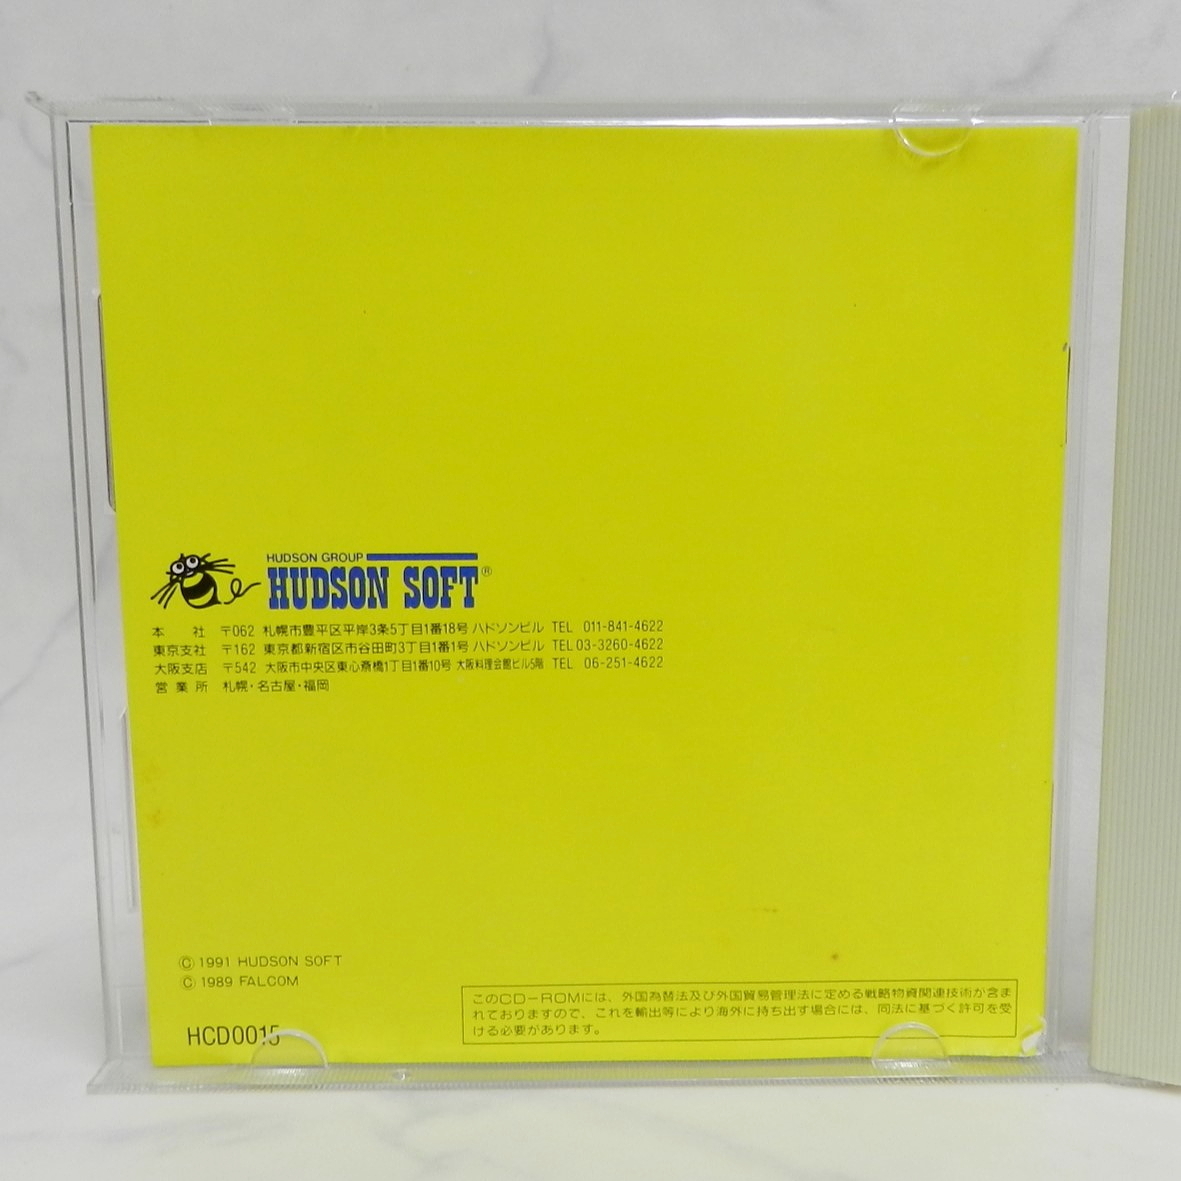 HUDSON GROUP
HUDSON SOFT®
本 社 〒062 札幌市豊平区平岸3条5丁目1番18号 ハドソンビル TEL 011-841-4622
東京支社 〒162 東京都新宿区市谷田町3丁目1番1号 ハドソンビル TEL 03-3260-4622
大阪支店 〒542 大阪市中央区東心斎橋1丁目1番10号 大阪料理会館ビル5階 TEL 06-251-4622
営業所 札幌・名古屋・福岡
© 1991 HUDSON SOFT
© 1989 FALCOM
HCD0015
このCD-ROMには、外国為替法及び外国貿易管理法に定める戦略物資関連技術が含ま
れておりますので、これを輸出等により海外に持ち出す場合には、同法に基づく許可を受
ける必要があります。